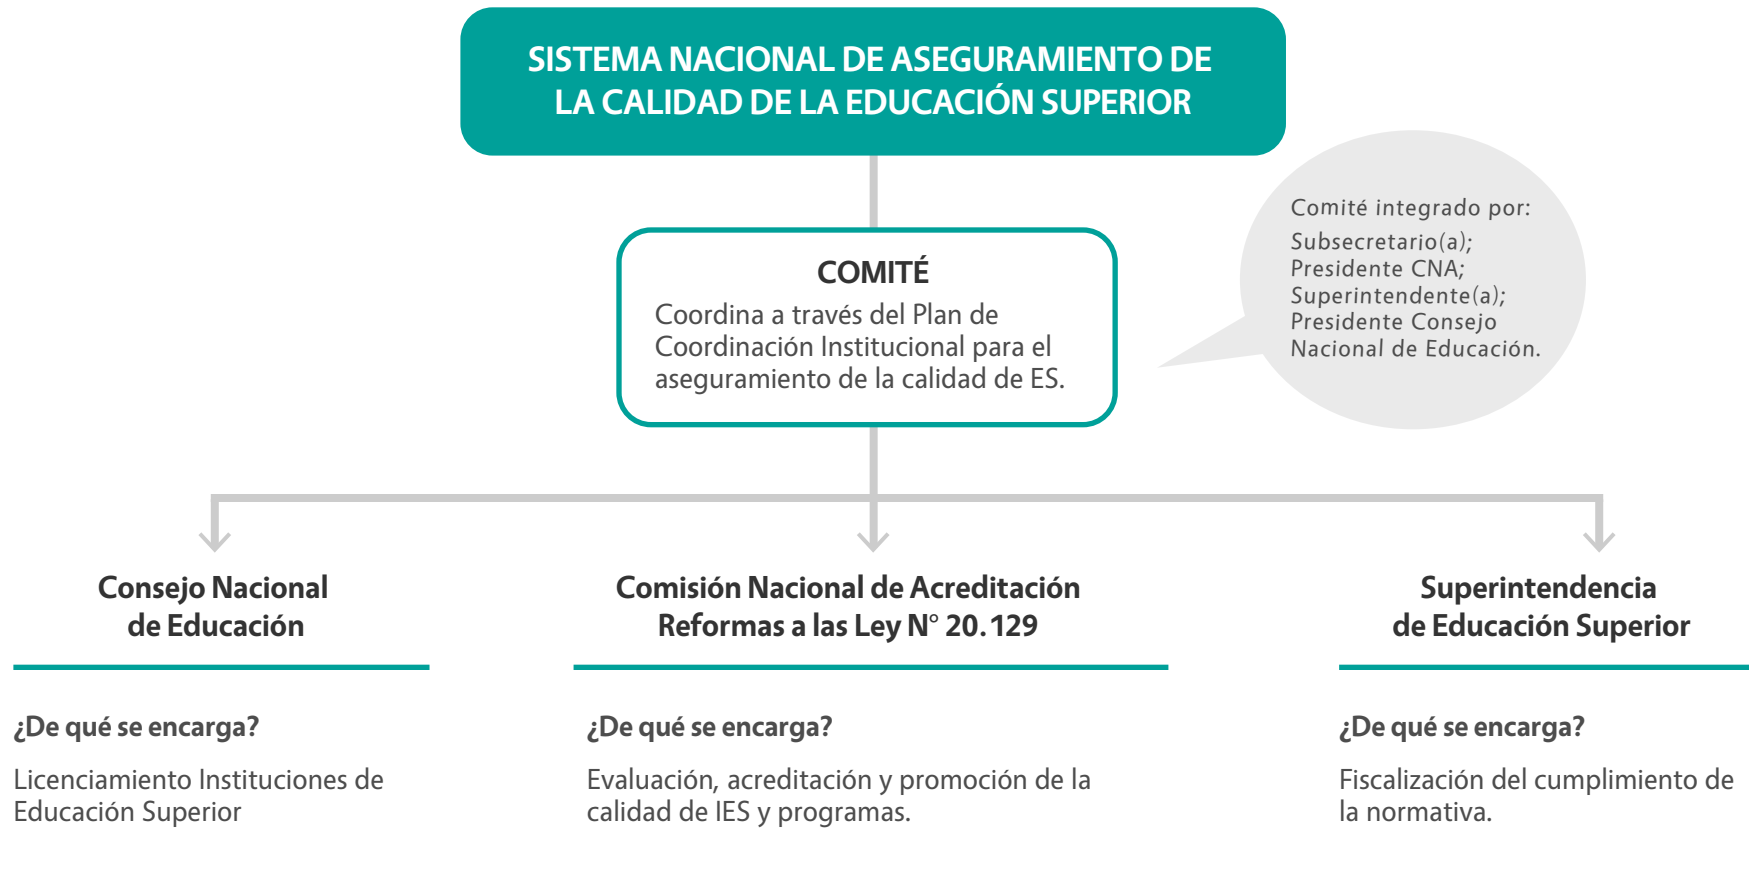 SISTEMA NACIONAL DE ASEGURAMIENTO DE
LA CALIDAD DE LA EDUCACIÓN SUPERIOR
COMITÉ
Coordina a través del Plan de
Coordinación Institucional para el
aseguramiento de la calidad de ES.
Comité integrado por:
Subsecretario(a);
Presidente CNA;
Superintendente(a);
Presidente Consejo
Nacional de Educación.
Consejo Nacional
de Educación
¿De qué se encarga?
Licenciamiento Instituciones de
Educación Superior
Comisión Nacional de Acreditación
Reformas a las Ley N° 20.129
¿De qué se encarga?
Evaluación, acreditación y promoción de la
calidad de IES y programas.
Superintendencia
de Educación Superior
¿De qué se encarga?
Fiscalización del cumplimiento de
la normativa.